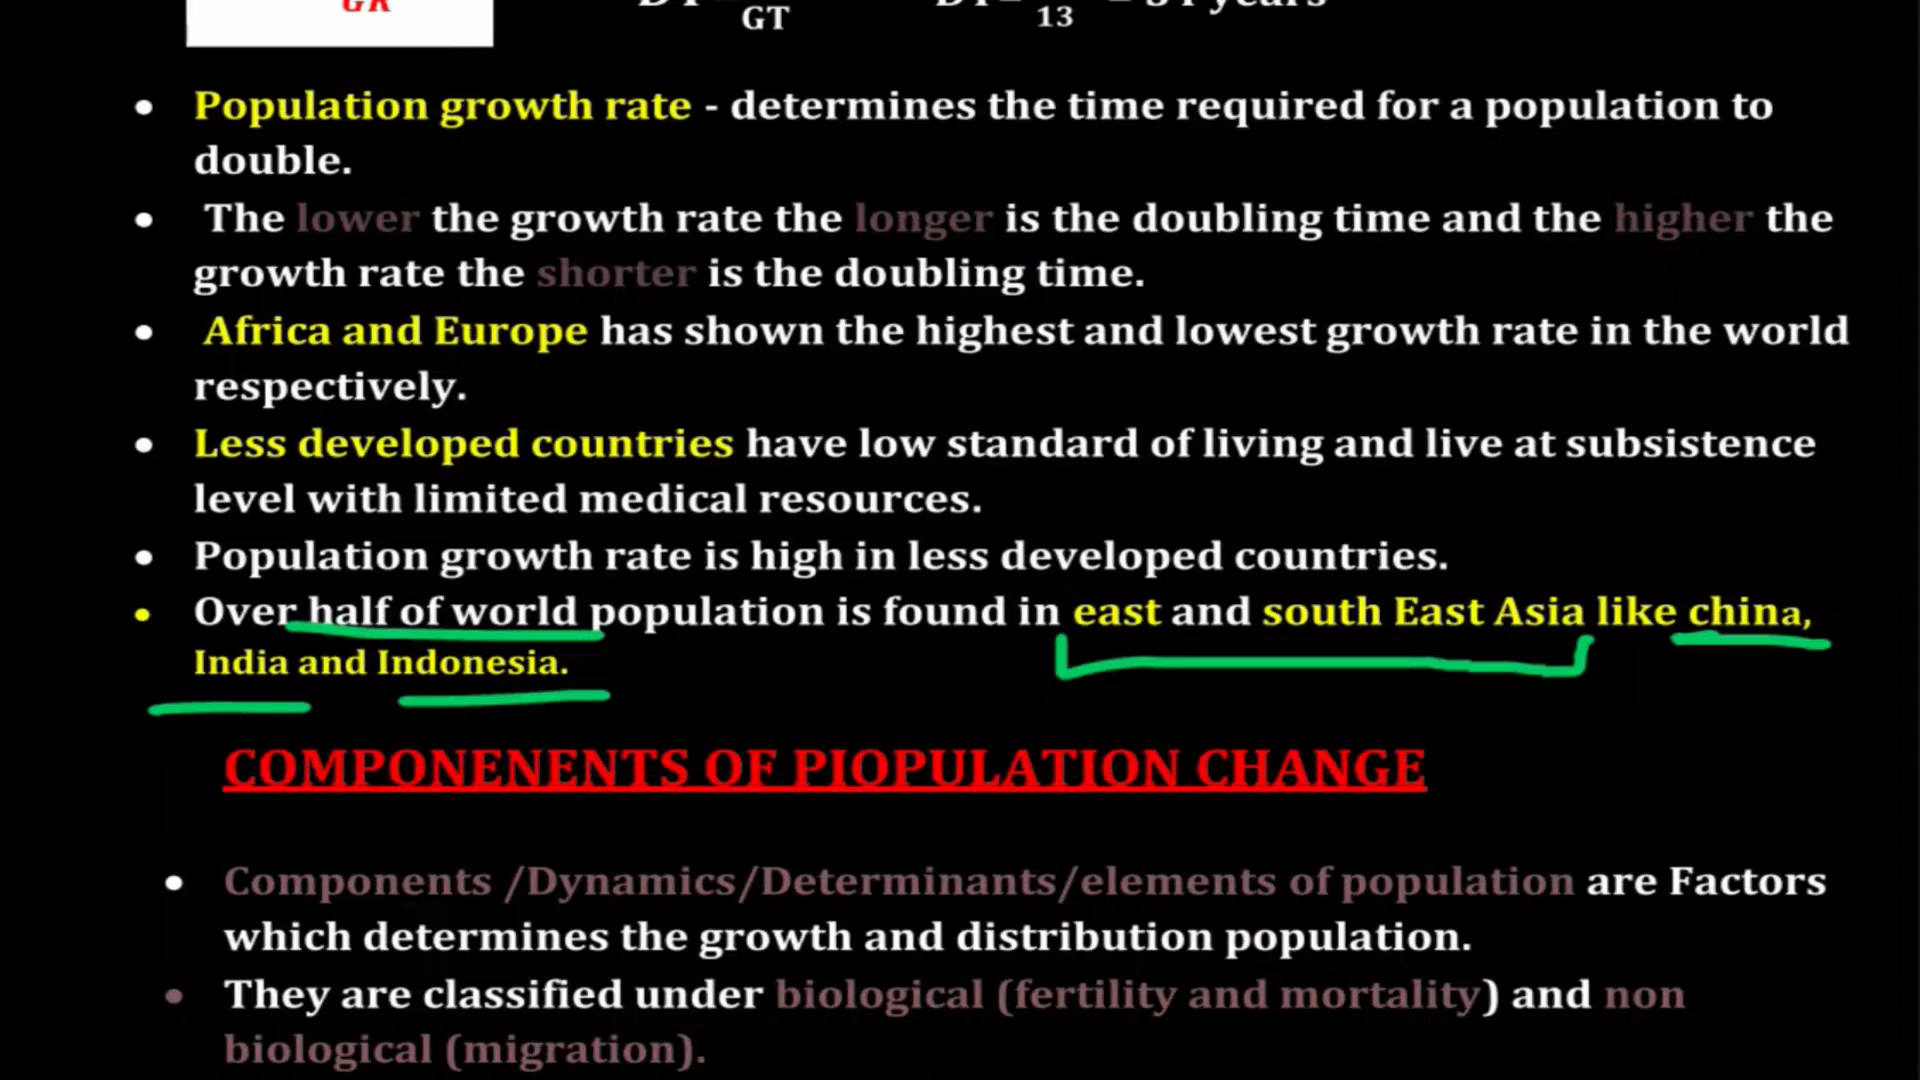 GR
GT
13
years
• Population growth rate - determines the time required for a population to
double.
• The lower the growth rate the longer is the doubling time and the higher the
growth rate the shorter is the doubling time.
• Africa and Europe has shown the highest and lowest growth rate in the world
respectively.
• Less developed countries have low standard of living and live at subsistence
level with limited medical resources.
• Population growth rate is high in less developed countries.
• Over half of world population is found in east and south East Asia like china,
India and Indonesia.
COMPONENENTS OF PIOPULATION CHANGE
• Components /Dynamics/Determinants/elements of population are Factors
which determines the growth and distribution population.
• They are classified under biological (fertility and mortality) and non
biological (migration).